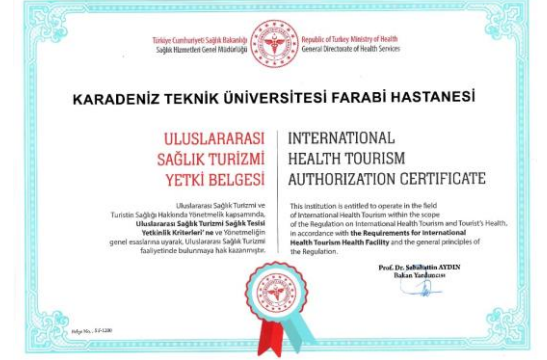 Türkiye Cumhuriyeti Sağlık Bakanlığı
Sağlık Hizmetleri Genel Müdürlüğü
Republic of Turkey Ministry of Health
General Directorate of Health Services
KARADENİZ TEKNİK ÜNİVERSİTESİ FARABİ HASTANESİ
ULUSLARARASI
SAĞLIK TURİZMİ
YETKİ BELGESİ
INTERNATIONAL
HEALTH TOURISM
AUTHORIZATION CERTIFICATE
Uluslararası Sağlık Turizmi ve
Turistin Sağlığı Hakkında Yönetmelik kapsamında,
Uluslararası Sağlık Turizmi Sağlık Tesisi
Yetkinlik Kriterleri' ne ve Yönetmeliğin
genel esaslarına uyarak, Uluslararası Sağlık Turizmi
faaliyetinde bulunmaya hak kazanmıştır.
This institution is entitled to operate in the field
of International Health Tourism within the scope
of the Regulation on International Health Tourism and Tourist's Health,
in accordance with the Requirements for International
Health Tourism Health Facility and the general principles of
the Regulation.
Prof. Dr. Sabahattin AYDIN
Bakan Yardımcısı
Belge No.: